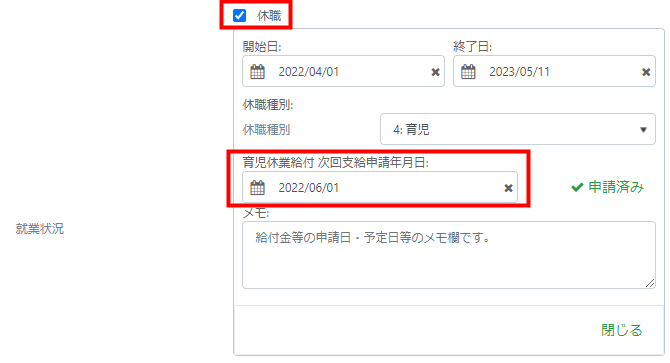 休職
開始日: 終了日:
2022/04/01 2023/05/11
休職種別:
休職種別 4: 育児
育児休業給付 次回支給申請年月日:
2022/06/01 申請済み
メモ:
就業状況
給付金等の申請日・予定日等のメモ欄です。
閉じる